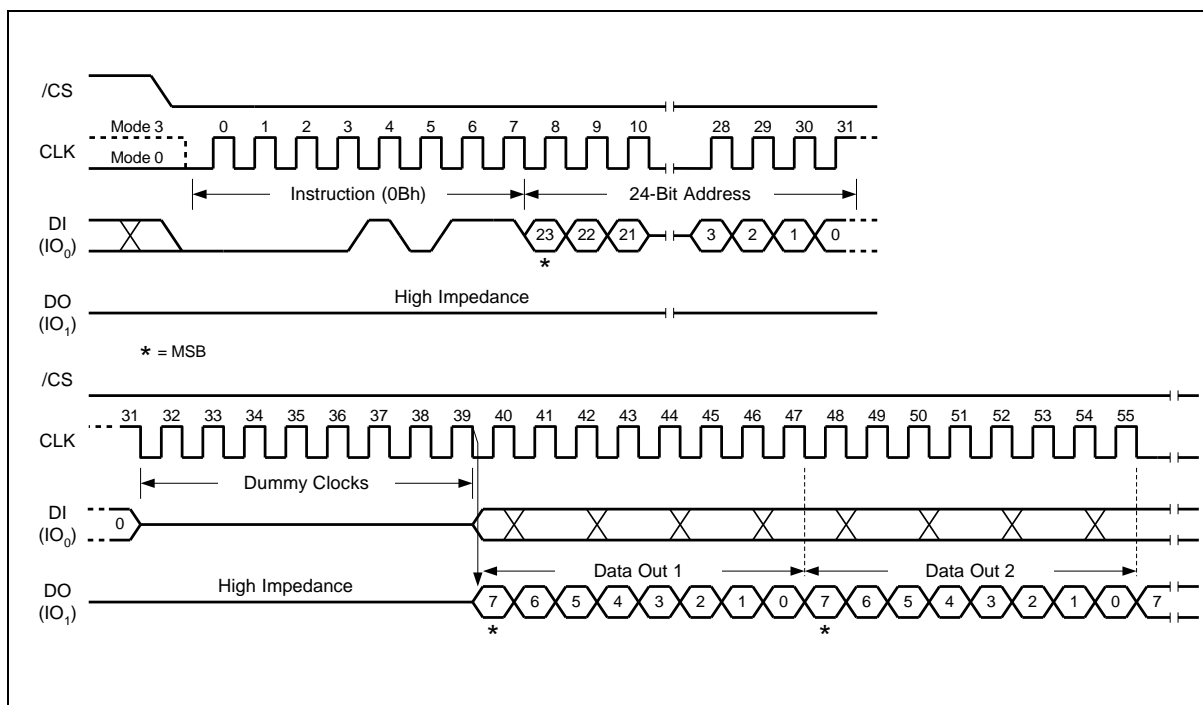 /CS
Mode 3 0 1 2 3 4 5 6 7 8 9 10 28 29 30 31
CLK Mode 0
Instruction (0Bh) 24-Bit Address
DI
(IO0) 23 22 21 3 2 1 0
*
DO High Impedance
(IO1)
* = MSB
/CS
31 32 33 34 35 36 37 38 39 40 41 42 43 44 45 46 47 48 49 50 51 52 53 54 55
CLK
Dummy Clocks
DI
(IO0) 0
High Impedance Data Out 1 Data Out 2
DO
(IO1) 7 6 5 4 3 2 1 0 7 6 5 4 3 2 1 0 7
* *